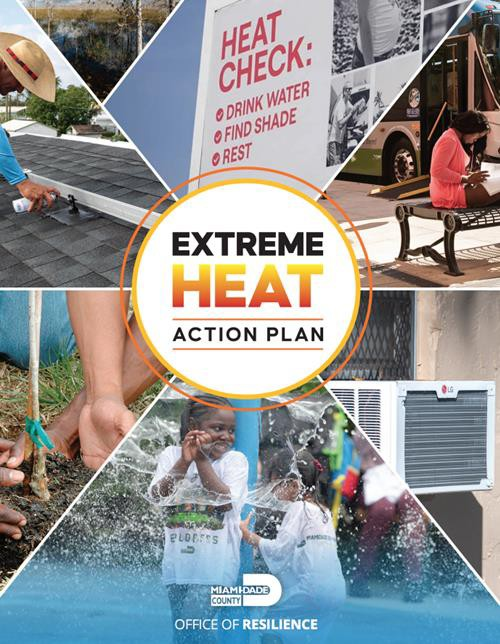 HEAT
CHECK:
DRINK WATER
FIND SHADE
REST
EXTREME
HEAT
ACTION PLAN
LG
MIAMI-DADE
COUNTY
OFFICE OF RESILIENCE